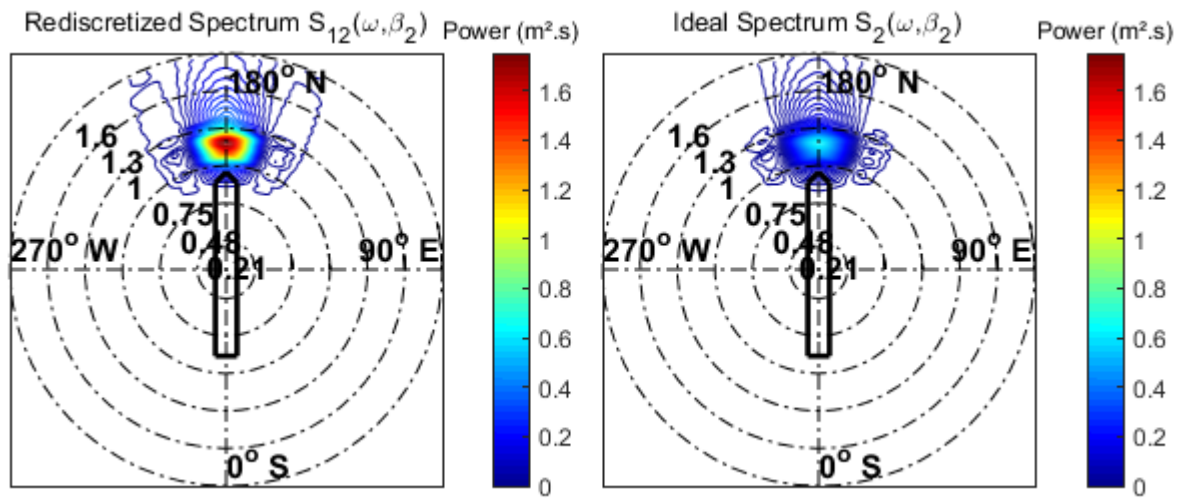 Rediscretized Spectrum S₁₂(ω,β₂)
Power (m².s)
180° N
1.6
1.3
1
0.75
0.48
0.21
270° W
90° E
0° S
1.6
1.4
1.2
1
0.8
0.6
0.4
0.2
0
Ideal Spectrum S₂(ω,β₂)
Power (m².s)
180° N
1.6
1.3
1
0.75
0.48
0.21
270° W
90° E
0° S
1.6
1.4
1.2
1
0.8
0.6
0.4
0.2
0